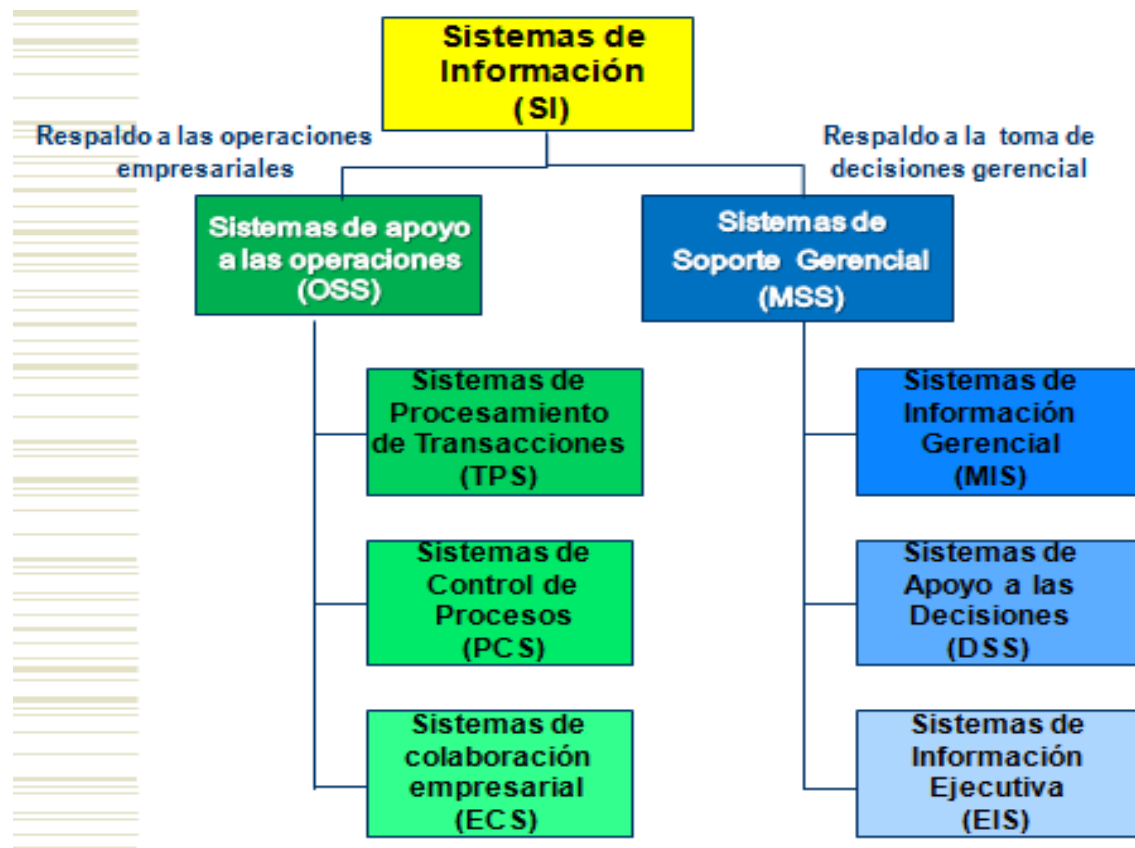 Sistemas de
Información
(SI)
Respaldo a las operaciones
empresariales
Respaldo a la toma de
decisiones gerencial
Sistemas de apoyo
a las operaciones
(OSS)
Sistemas de
Soporte Gerencial
(MSS)
Sistemas de
Procesamiento
de Transacciones
(TPS)
Sistemas de
Información
Gerencial
(MIS)
Sistemas de
Control de
Procesos
(PCS)
Sistemas de
Apoyo a las
Decisiones
(DSS)
Sistemas de
colaboración
empresarial
(ECS)
Sistemas de
Información
Ejecutiva
(EIS)